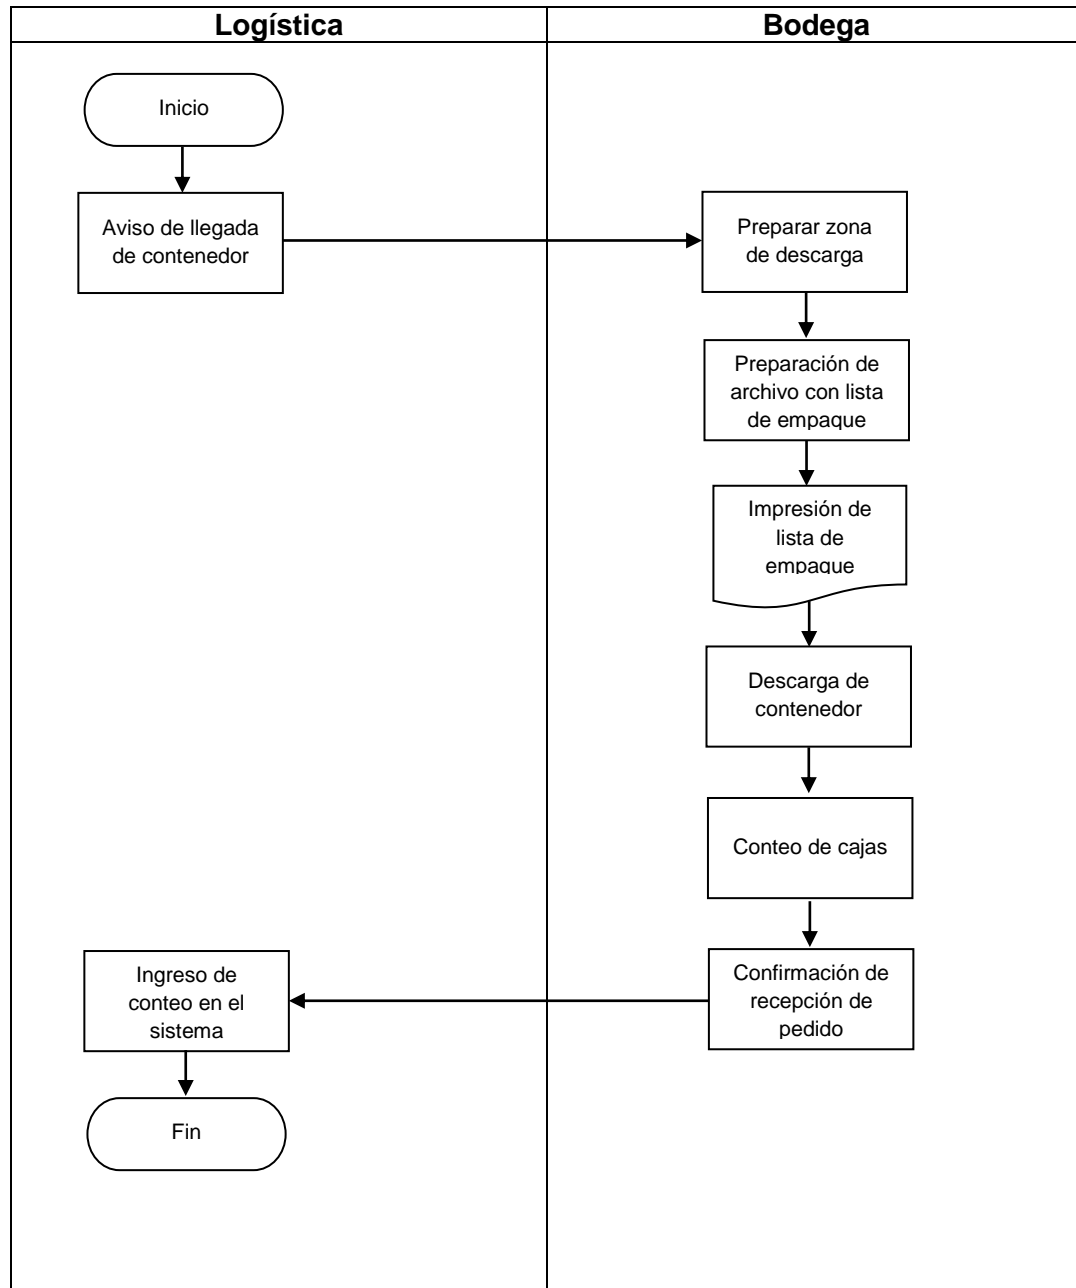 Logística
Bodega
Inicio
Aviso de llegada
de contenedor
Preparar zona
de descarga
Preparación de
archivo con lista
de empaque
Impresión de
lista de
empaque
Descarga de
contenedor
Conteo de cajas
Confirmación de
recepción de
pedido
Ingreso de
conteo en el
sistema
Fin